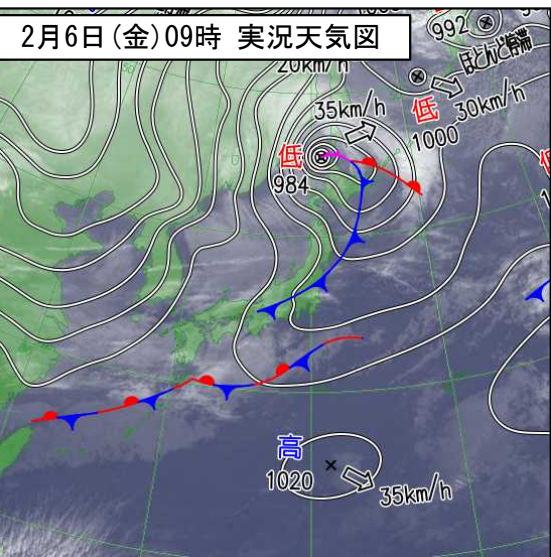 2月6日(金)09時 実況天気図
992
ほとんど停滞
20km/h
35km/h
30km/h
低
1000
低
984
高
1020
35km/h